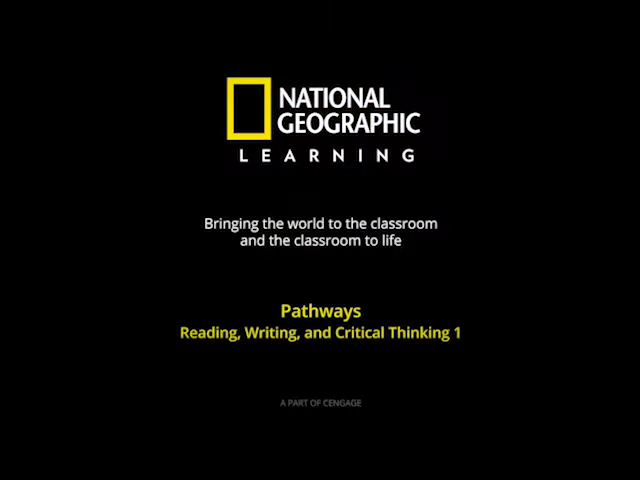 NATIONAL
GEOGRAPHIC
LEARNING
Bringing the world to the classroom
and the classroom to life
Pathways
Reading, Writing, and Critical Thinking 1
A PART OF CENGAGE